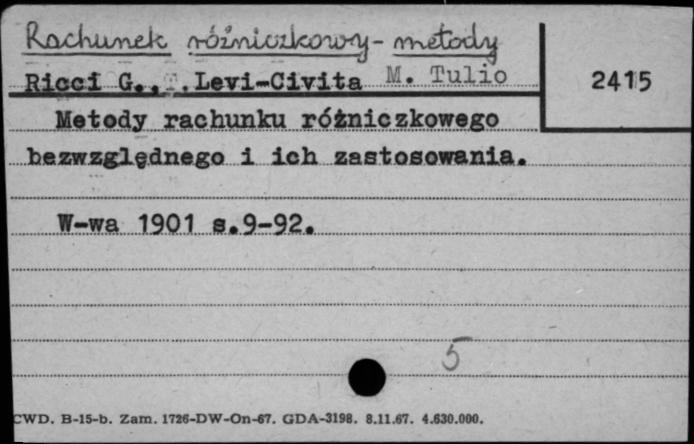 Rachunek różniczkowy - metody
Ricci G., T. Levi-Civita M. Tulio
2415
Metody rachunku różniczkowego
bezwzględnego i ich zastosowania.
W-wa 1901 s.9-92.
5
CWD. B-15-b. Zam. 1726-DW-On-67. GDA-3198. 8.11.67. 4.630.000.